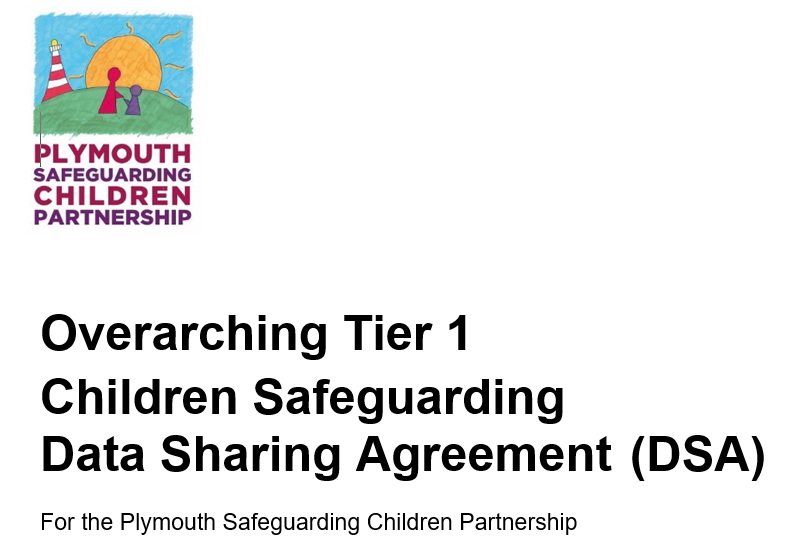 PLYMOUTH
SAFEGUARDING
CHILDREN
PARTNERSHIP
Overarching Tier 1
Children Safeguarding
Data Sharing Agreement (DSA)
For the Plymouth Safeguarding Children Partnership